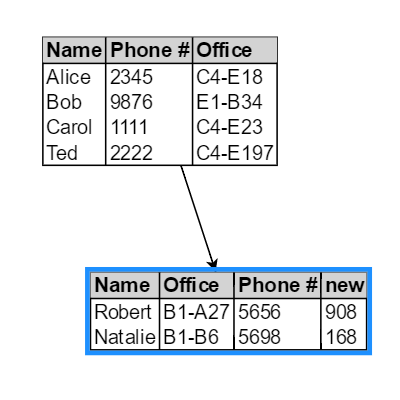 Name Phone # Office
Alice 2345 C4-E18
Bob 9876 E1-B34
Carol 1111 C4-E23
Ted 2222 C4-E197
Name Office Phone # new
Robert B1-A27 5656 908
Natalie B1-B6 5698 168